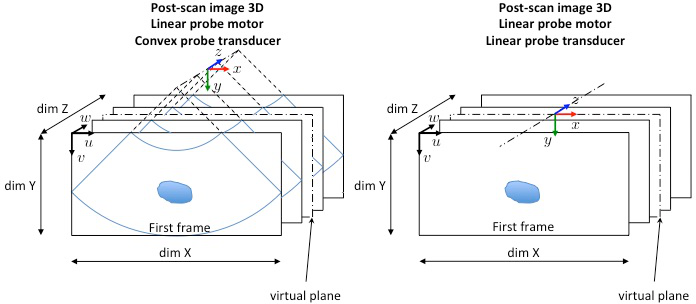 Post-scan image 3D
Linear probe motor
Convex probe transducer
z
x
y
dim Z
w
u
v
dim Y
First frame
dim X
virtual plane
Post-scan image 3D
Linear probe motor
Linear probe transducer
z
x
y
dim Z
w
u
v
dim Y
First frame
dim X
virtual plane